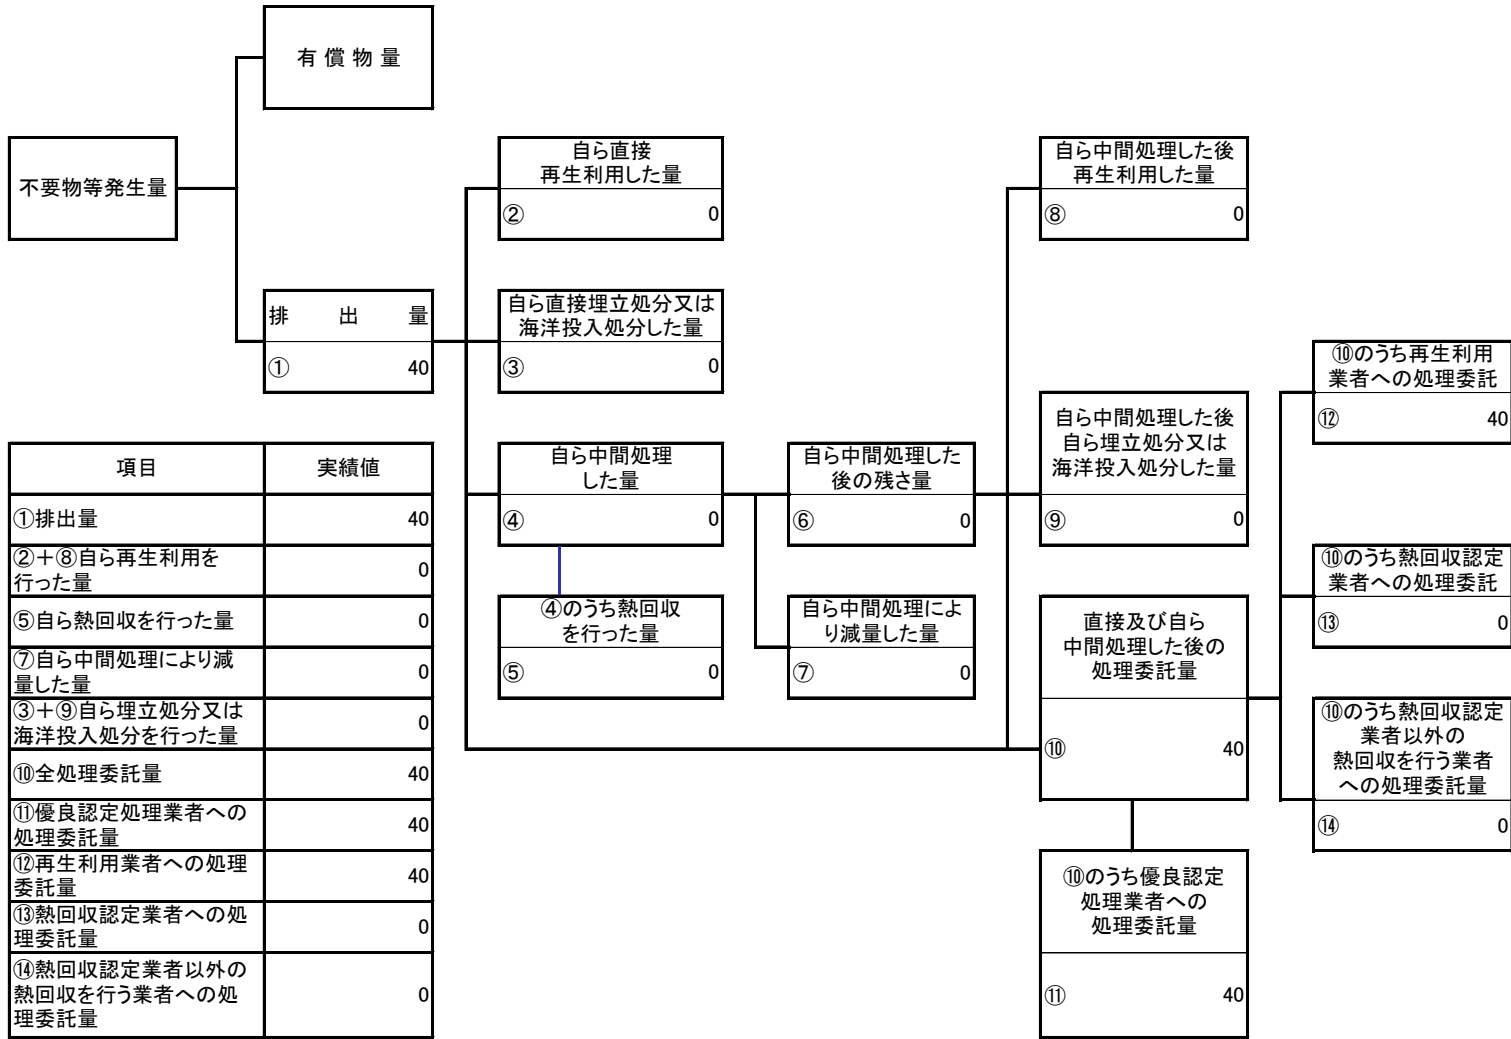 有 償 物 量
不要物等発生量
自ら直接
再生利用した量
② 0
自ら中間処理した後
再生利用した量
⑧ 0
排 出 量
① 40
自ら直接埋立処分又は
海洋投入処分した量
③ 0
⑩のうち再生利用
業者への処理委託
⑫ 40
自ら中間処理
した量
④ 0
自ら中間処理した
後の残さ量
⑥ 0
自ら中間処理した後
自ら埋立処分又は
海洋投入処分した量
⑨ 0
⑩のうち熱回収認定
業者への処理委託
⑬ 0
④のうち熱回収
を行った量
⑤ 0
自ら中間処理によ
り減量した量
⑦ 0
直接及び自ら
中間処理した後の
処理委託量
⑩ 40
⑩のうち熱回収認定
業者以外の
熱回収を行う業者
への処理委託量
⑭ 0
⑩のうち優良認定
処理業者への
処理委託量
⑪ 40
項目 実績値
①排出量 40
②＋⑧自ら再生利用を
行った量 0
⑤自ら熱回収を行った量 0
⑦自ら中間処理により減
量した量 0
③＋⑨自ら埋立処分又は
海洋投入処分を行った量 0
⑩全処理委託量 40
⑪優良認定処理業者への
処理委託量 40
⑫再生利用業者への処理
委託量 40
⑬熱回収認定業者への処
理委託量 0
⑭熱回収認定業者以外の
熱回収を行う業者への処
理委託量 0